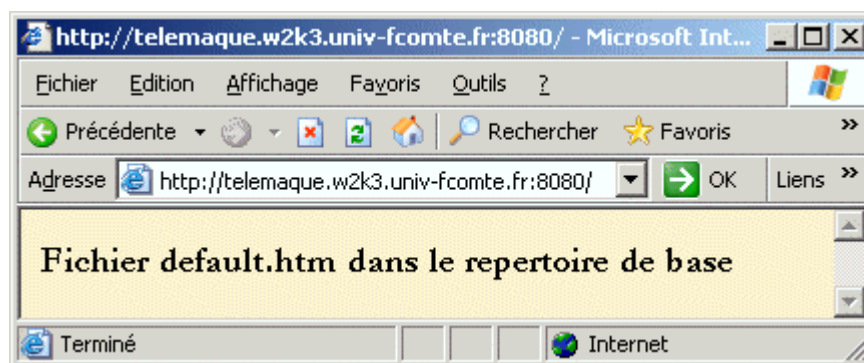 http://telemaque.w2k3.univ-fcomte.fr:8080/ - Microsoft Int...
Fichier Edition Affichage Favoris Outils ?
Précédente Rechercher Favoris »
Adresse http://telemaque.w2k3.univ-fcomte.fr:8080/ OK Liens »
Fichier default.htm dans le repertoire de base
Terminé Internet